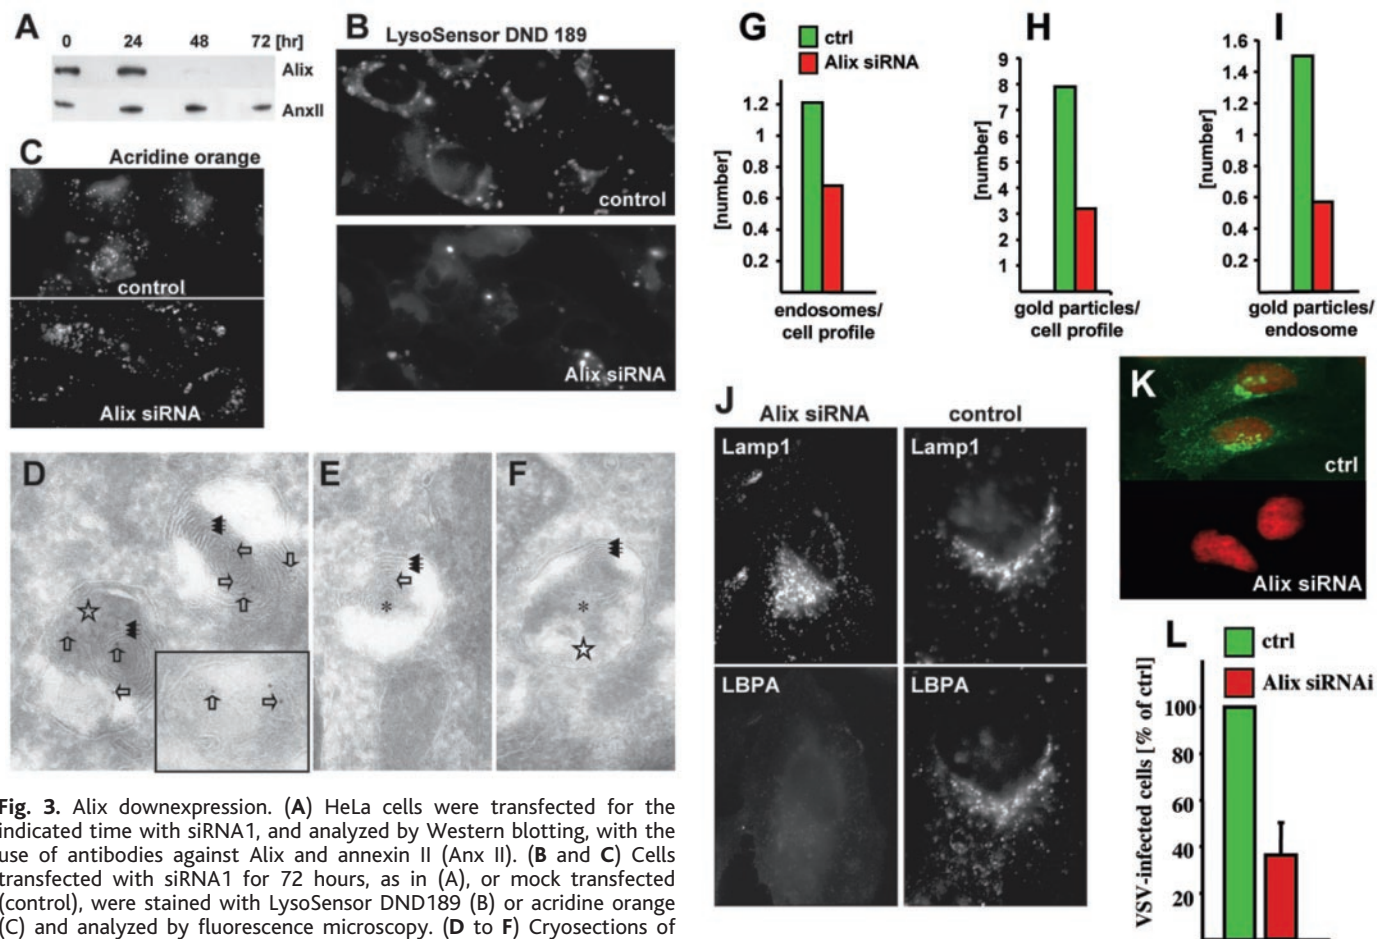 A
0 24 48 72 [hr]
Alix
AnxII
B
LysoSensor DND 189
control
Alix siRNA
C
Acridine orange
control
Alix siRNA
D
E
*
F
*
Fig. 3. Alix downexpression. (A) HeLa cells were transfected for the
indicated time with siRNA1, and analyzed by Western blotting, with the
use of antibodies against Alix and annexin II (Anx II). (B and C) Cells
transfected with siRNA1 for 72 hours, as in (A), or mock transfected
(control), were stained with LysoSensor DND189 (B) or acridine orange
(C) and analyzed by fluorescence microscopy. (D to F) Cryosections of
G
ctrl
Alix siRNA
[number]
1.2
1
0.8
0.6
0.4
0.2
endosomes/
cell profile
H
[number]
9
8
7
6
5
4
3
2
1
gold particles/
cell profile
I
[number]
1.6
1.4
1.2
1
0.8
0.6
0.4
0.2
gold particles/
endosome
J
Alix siRNA control
Lamp1 Lamp1
LBPA LBPA
K
ctrl
Alix siRNA
L
ctrl
Alix siRNAi
VSV-infected cells [% of ctrl]
100
80
60
40
20